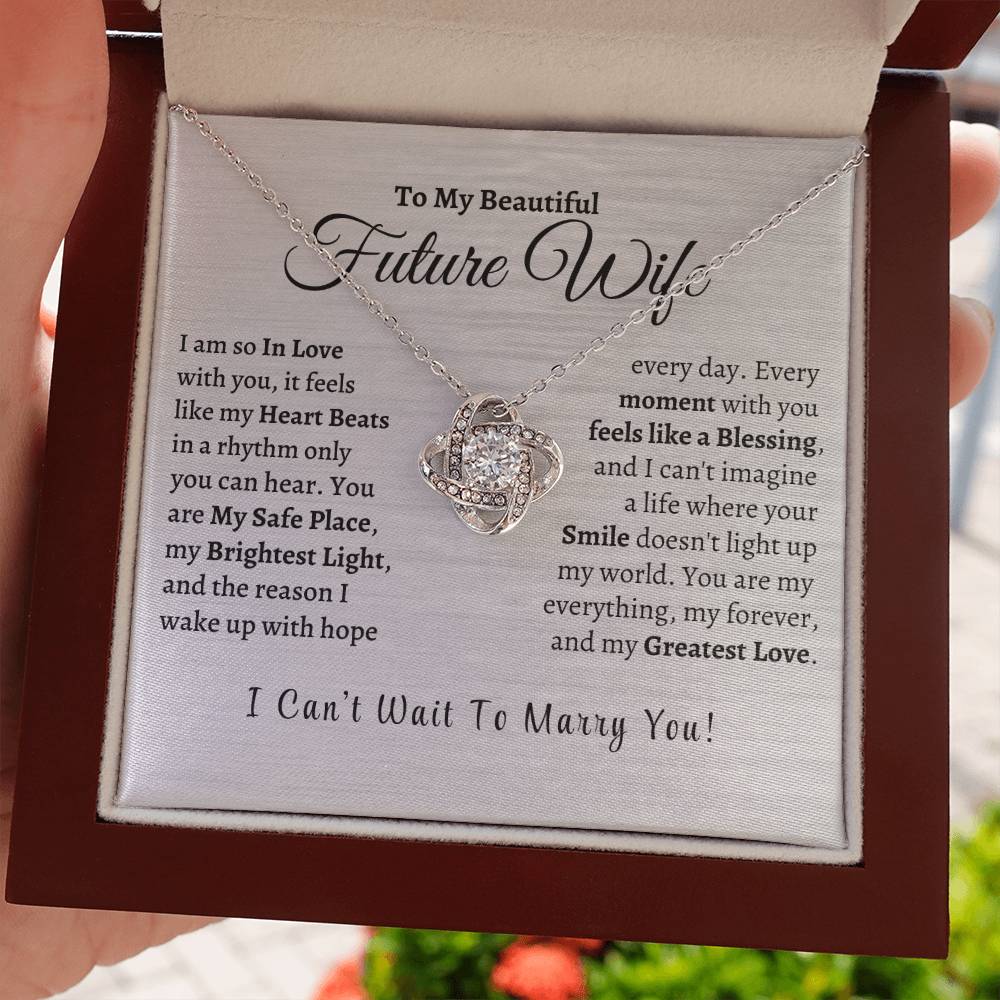 To My Beautiful
Future Wife
I am so In Love
with you, it feels
like my Heart Beats
in a rhythm only
you can hear. You
are My Safe Place,
my Brightest Light,
and the reason I
wake up with hope
every day. Every
moment with you
feels like a Blessing,
and I can't imagine
a life where your
Smile doesn't light up
my world. You are my
everything, my forever,
and my Greatest Love.
I Can't Wait To Marry You!